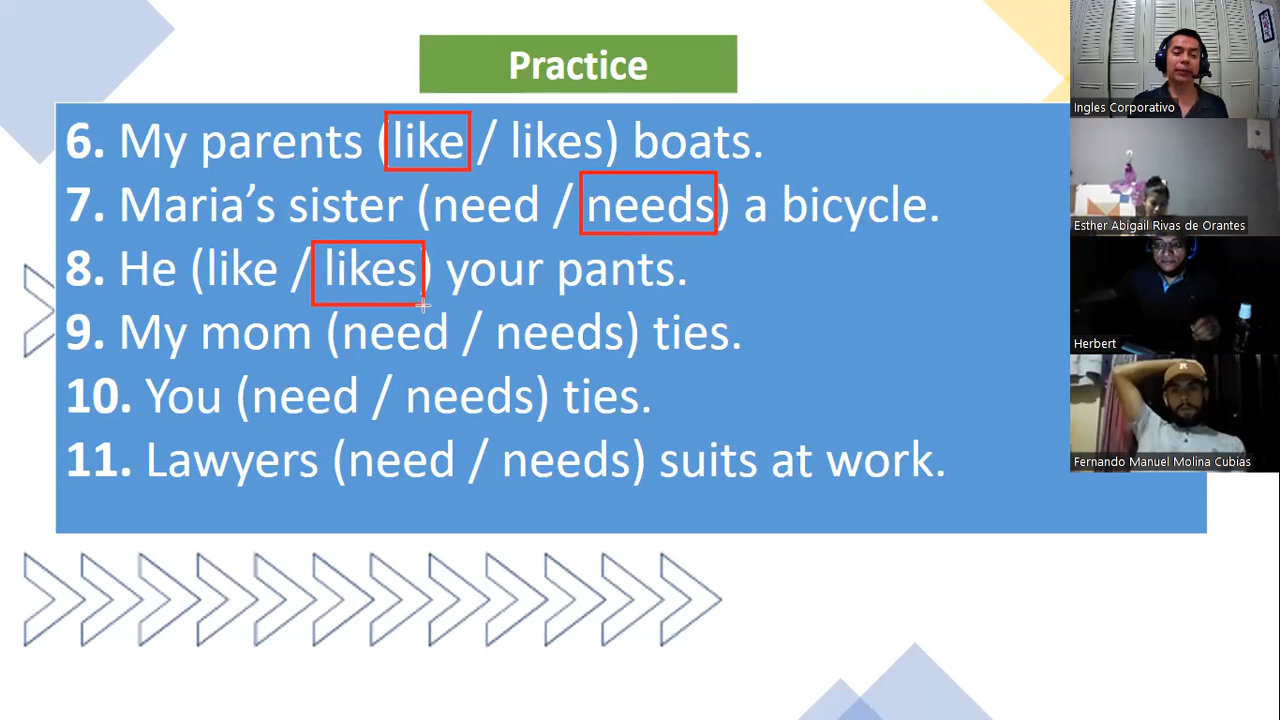 Practice
6. My parents (like / likes) boats.
7. Maria’s sister (need / needs) a bicycle.
8. He (like / likes) your pants.
9. My mom (need / needs) ties.
10. You (need / needs) ties.
11. Lawyers (need / needs) suits at work.
Ingles Corporativo
Esther Abigail Rivas de Orantes
Herbert
Fernando Manuel Molina Cubias